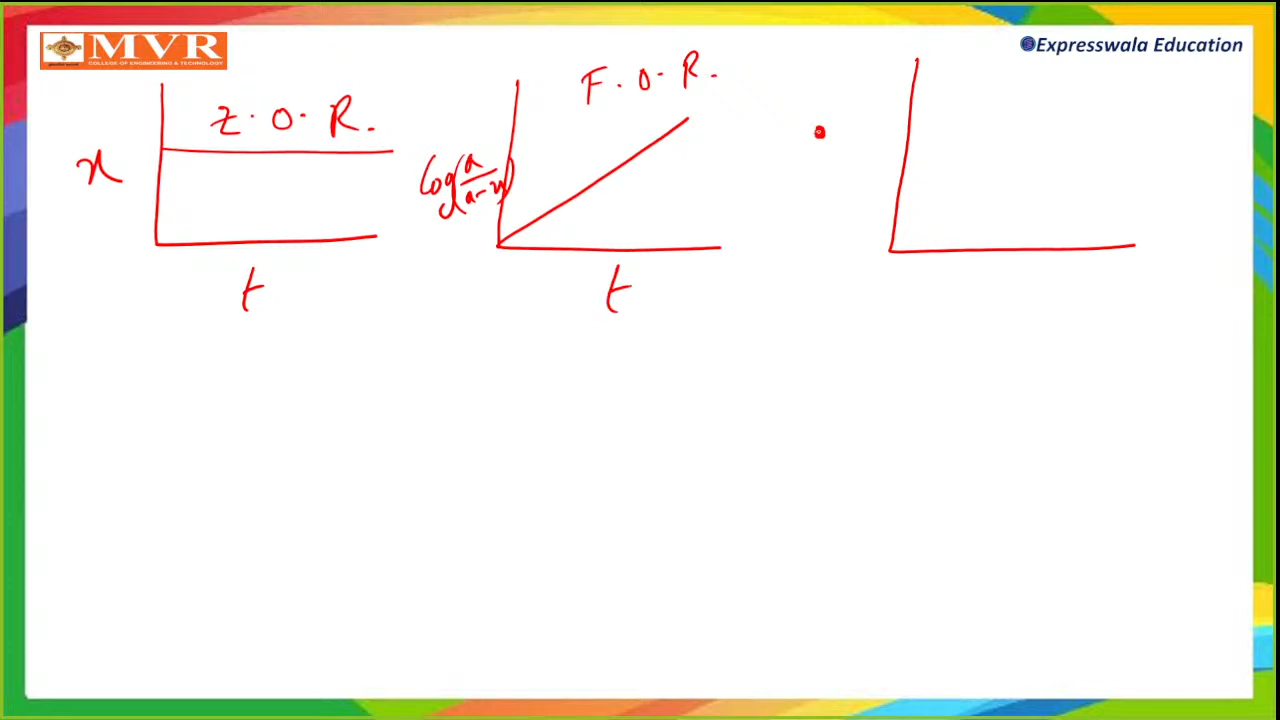 MVR
COLLEGE OF ENGINEERING & TECHNOLOGY
Expresswala Education
Z.O.R.
x
t
F.O.R.
log(a/a-x)
t